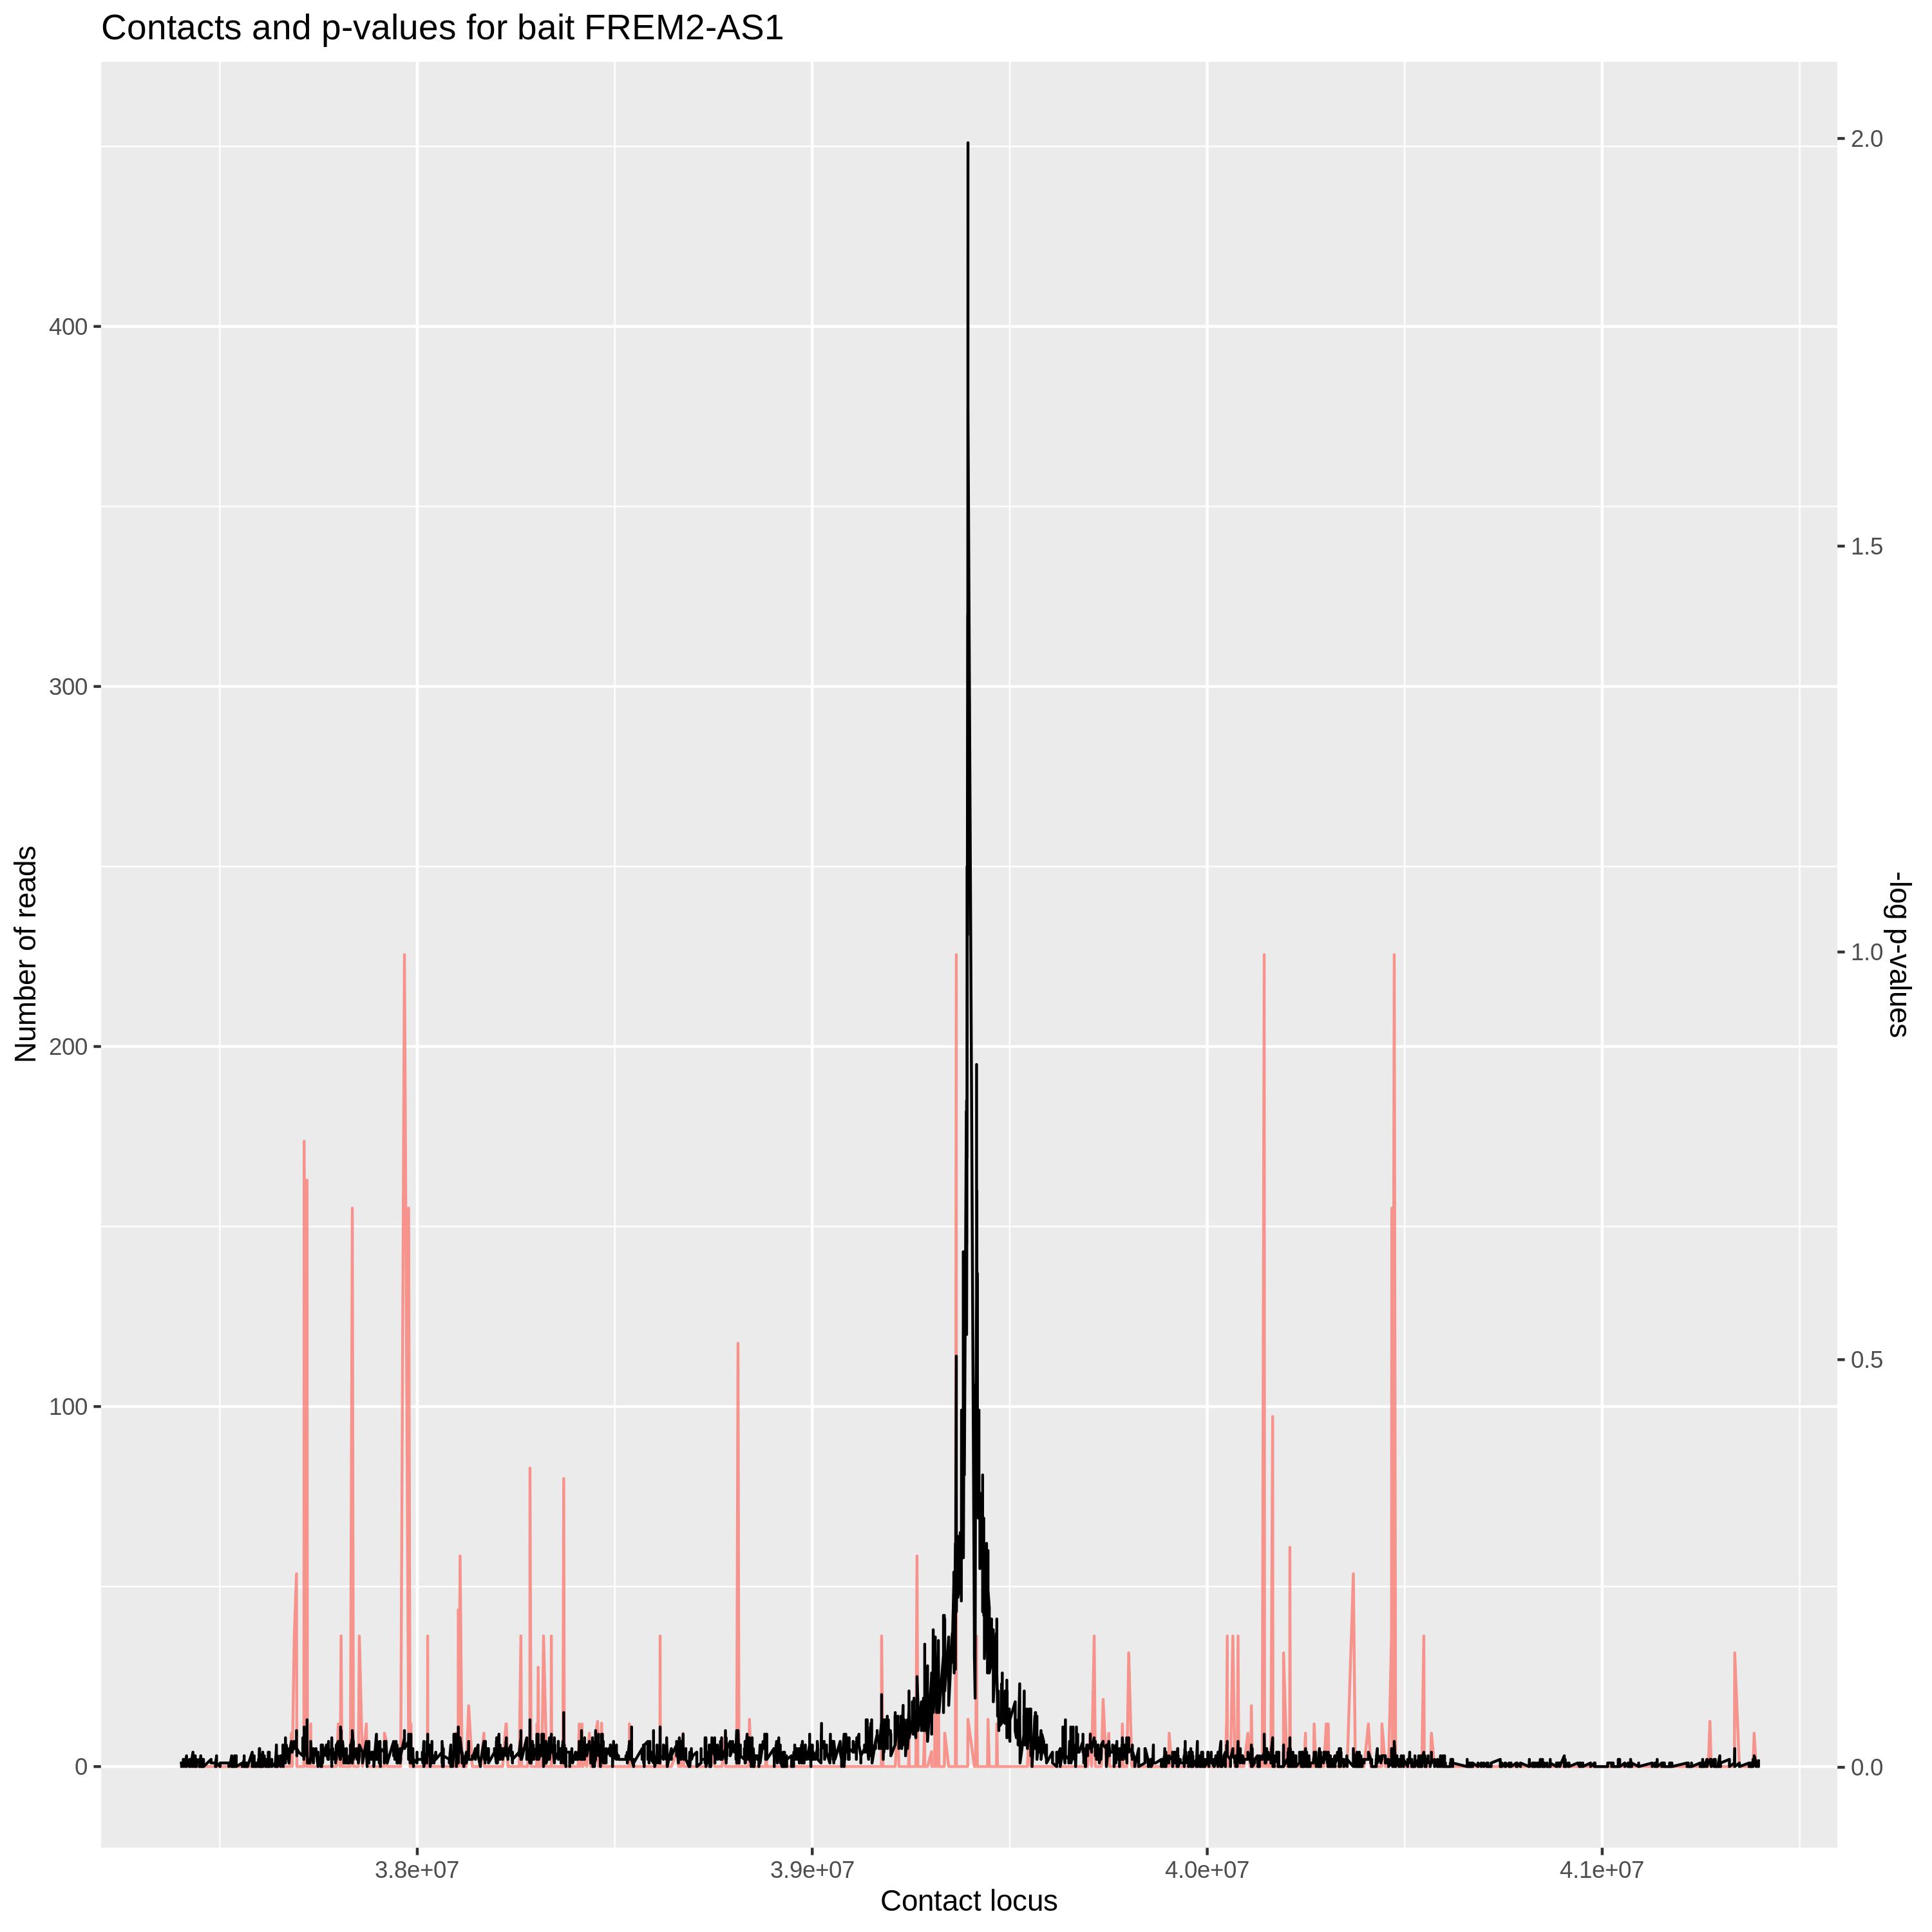 Contacts and p-values for bait FREM2-AS1
2.0
400
1.5
300
Number of reads
-log p-values
1.0
200
0.5
100
0
0.0
3.8e+07
3.9e+07
4.0e+07
4.1e+07
Contact locus